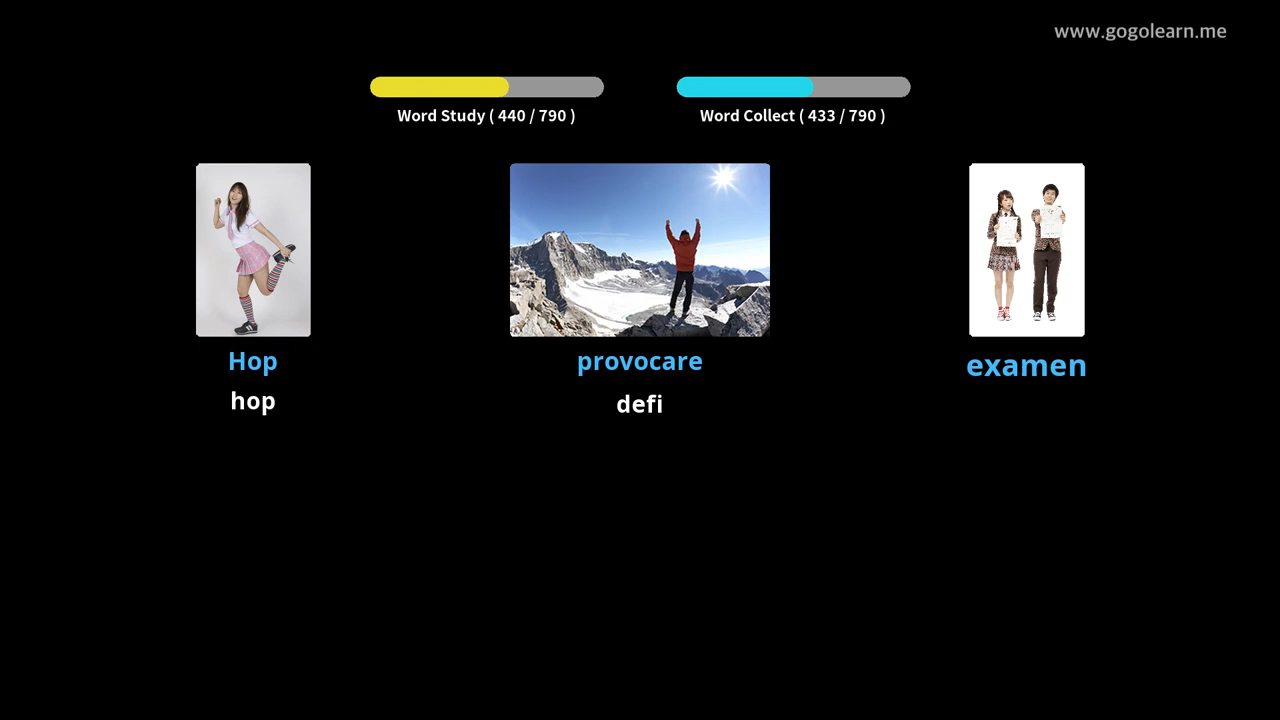 www.gogolearn.me
Word Study ( 440 / 790 )
Word Collect ( 433 / 790 )
Hop
provocare
examen
hop
defi